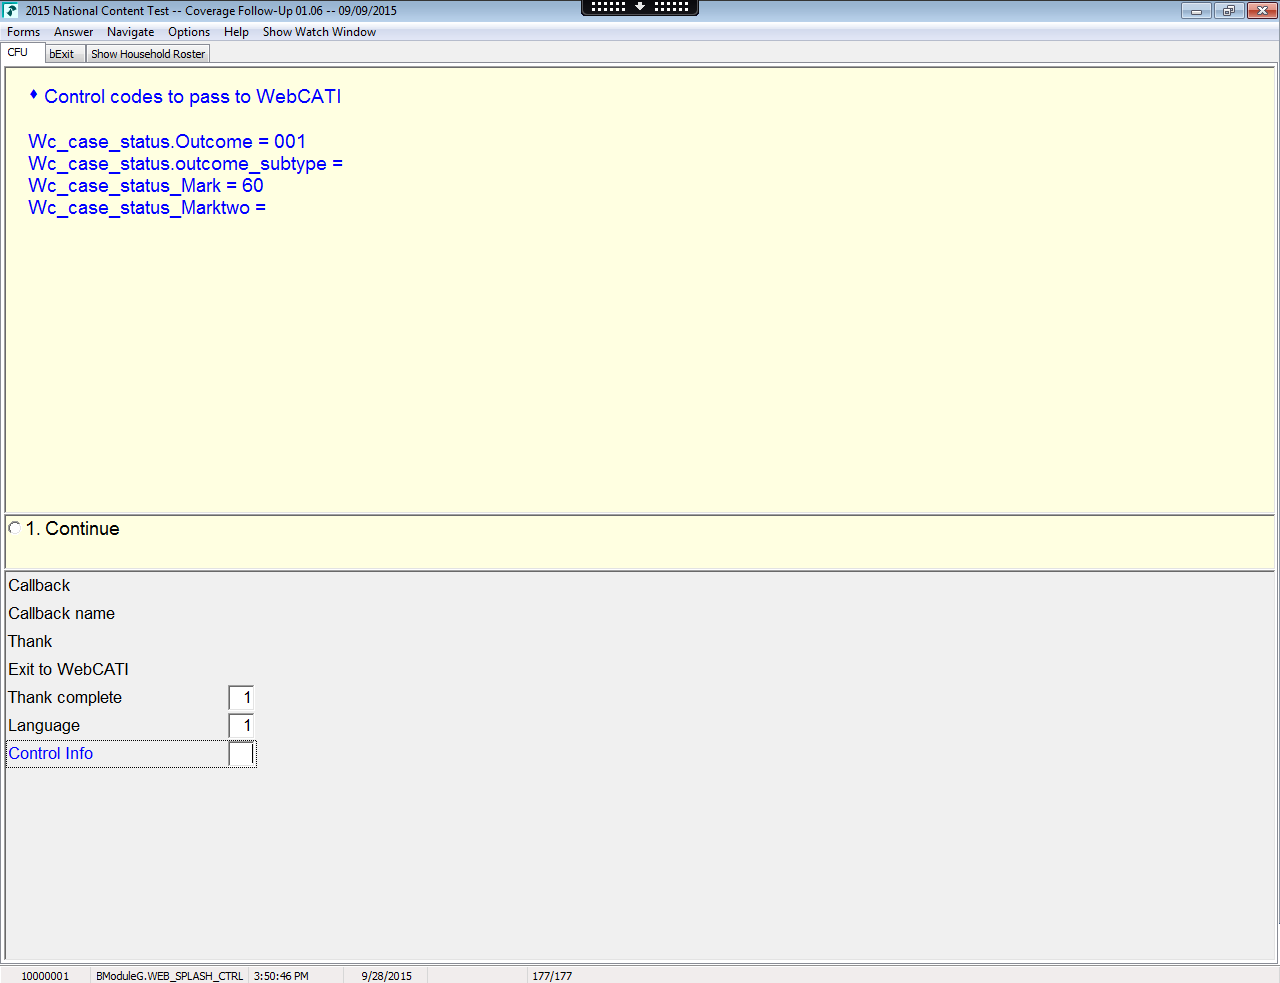 2015 National Content Test -- Coverage Follow-Up 01.06 -- 09/09/2015
Forms Answer Navigate Options Help Show Watch Window
CFU bExit Show Household Roster
♦ Control codes to pass to WebCATI
Wc_case_status.Outcome = 001
Wc_case_status.outcome_subtype =
Wc_case_status_Mark = 60
Wc_case_status_Marktwo =
1. Continue
Callback
Callback name
Thank
Exit to WebCATI
Thank complete 1
Language 1
Control Info
10000001 BModuleG.WEB_SPLASH_CTRL 3:50:46 PM 9/28/2015 177/177